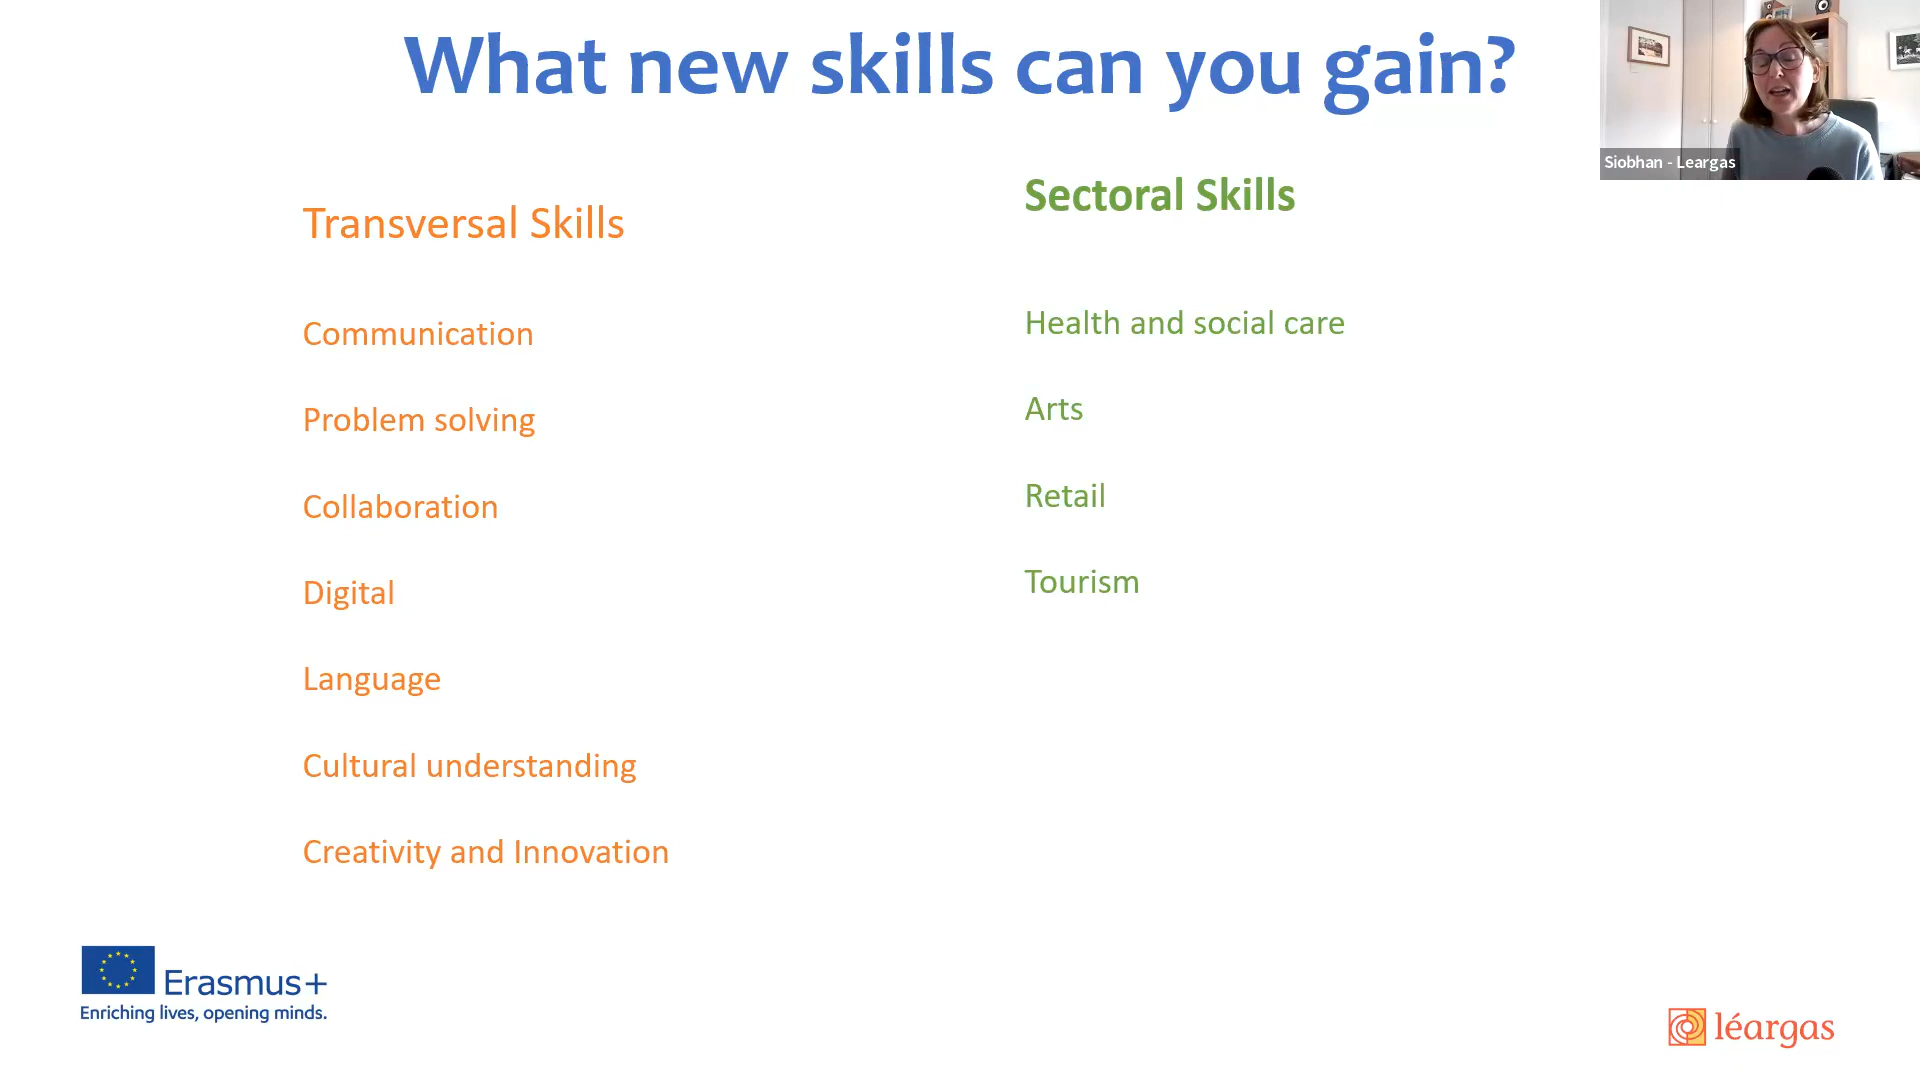 What new skills can you gain?
Siobhan - Leargas
Transversal Skills
Communication
Problem solving
Collaboration
Digital
Language
Cultural understanding
Creativity and Innovation
Sectoral Skills
Health and social care
Arts
Retail
Tourism
Erasmus+
Enriching lives, opening minds.
léargas